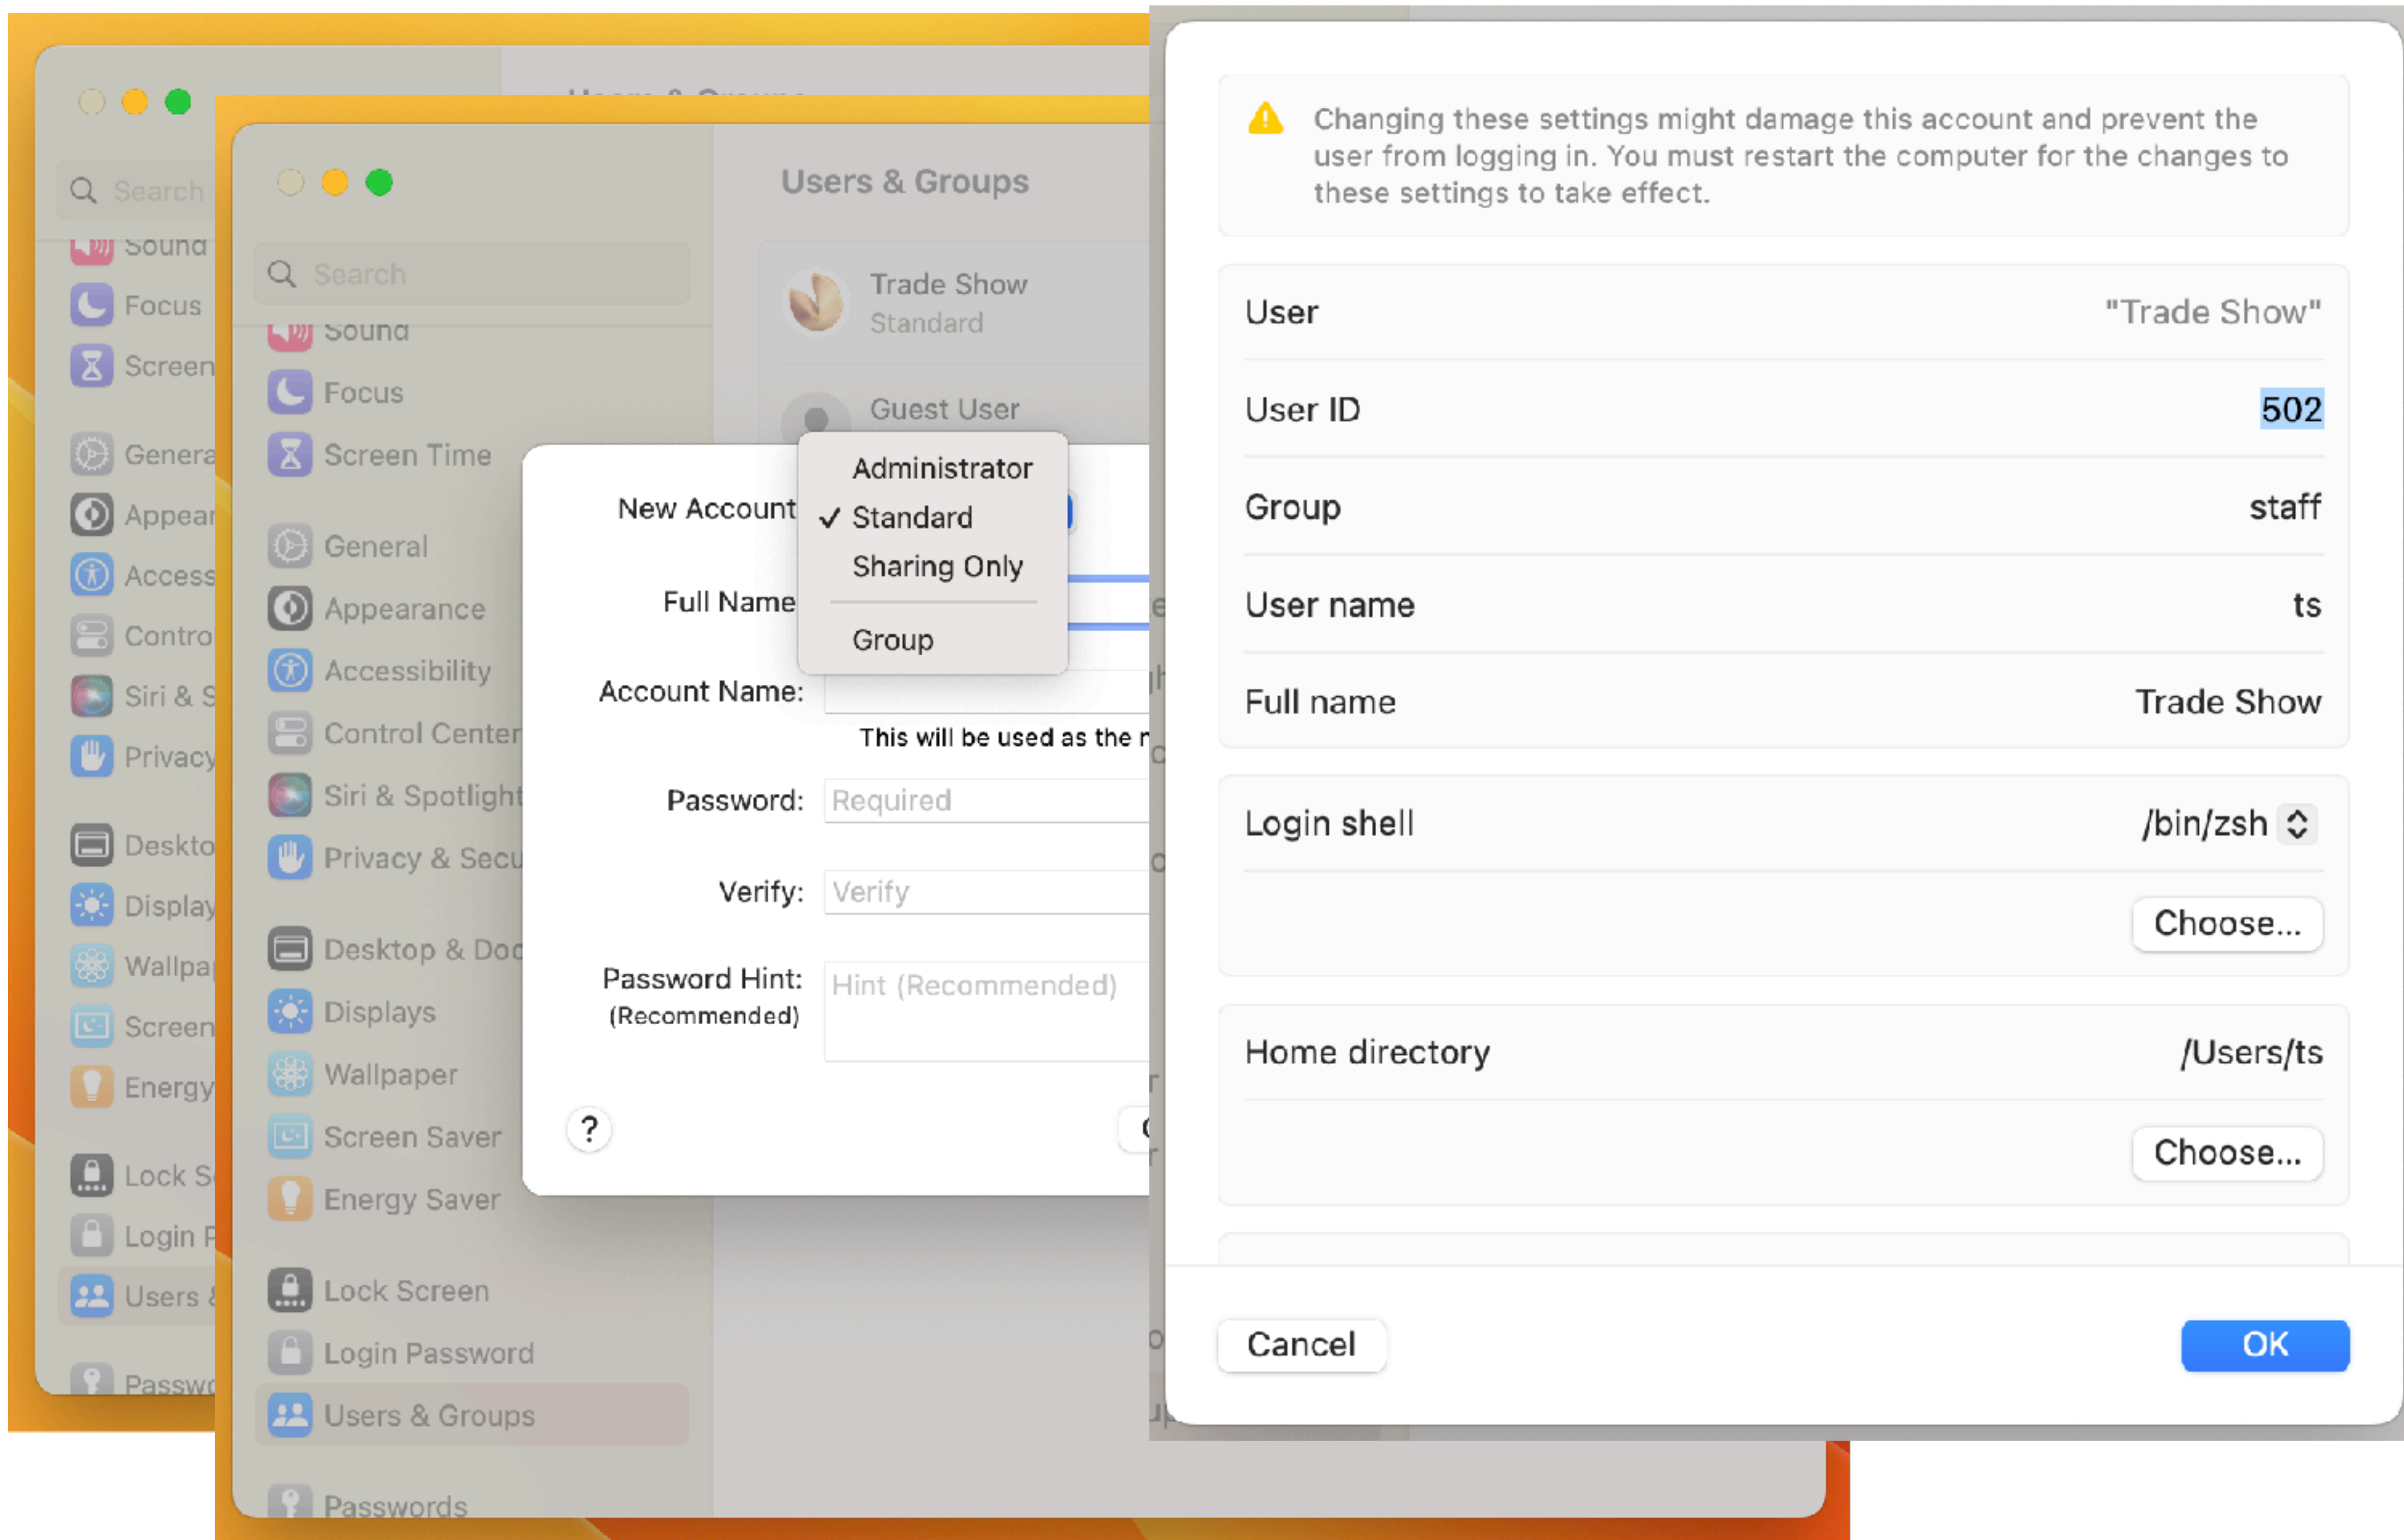 Search
Sound
Focus
Screen
Genera
Appear
Access
Contro
Siri & S
Privacy
Deskto
Display
Wallpa
Screen
Energy
Lock S
Login
Users
Passwo
Users & Groups
Search
Sound
Focus
Screen Time
General
Appearance
Accessibility
Control Center
Siri & Spotlight
Privacy & Secu
Desktop & Doc
Displays
Wallpaper
Screen Saver
Energy Saver
Lock Screen
Login Password
Users & Groups
Passwords
Trade Show
Standard
Guest User
New Account
Administrator
✓ Standard
Sharing Only
Group
Full Name
Account Name:
This will be used as the
Password: Required
Verify: Verify
Password Hint: Hint (Recommended)
(Recommended)
?
Changing these settings might damage this account and prevent the
user from logging in. You must restart the computer for the changes to
these settings to take effect.
User "Trade Show"
User ID 502
Group staff
User name ts
Full name Trade Show
Login shell /bin/zsh
Choose...
Home directory /Users/ts
Choose...
Cancel OK